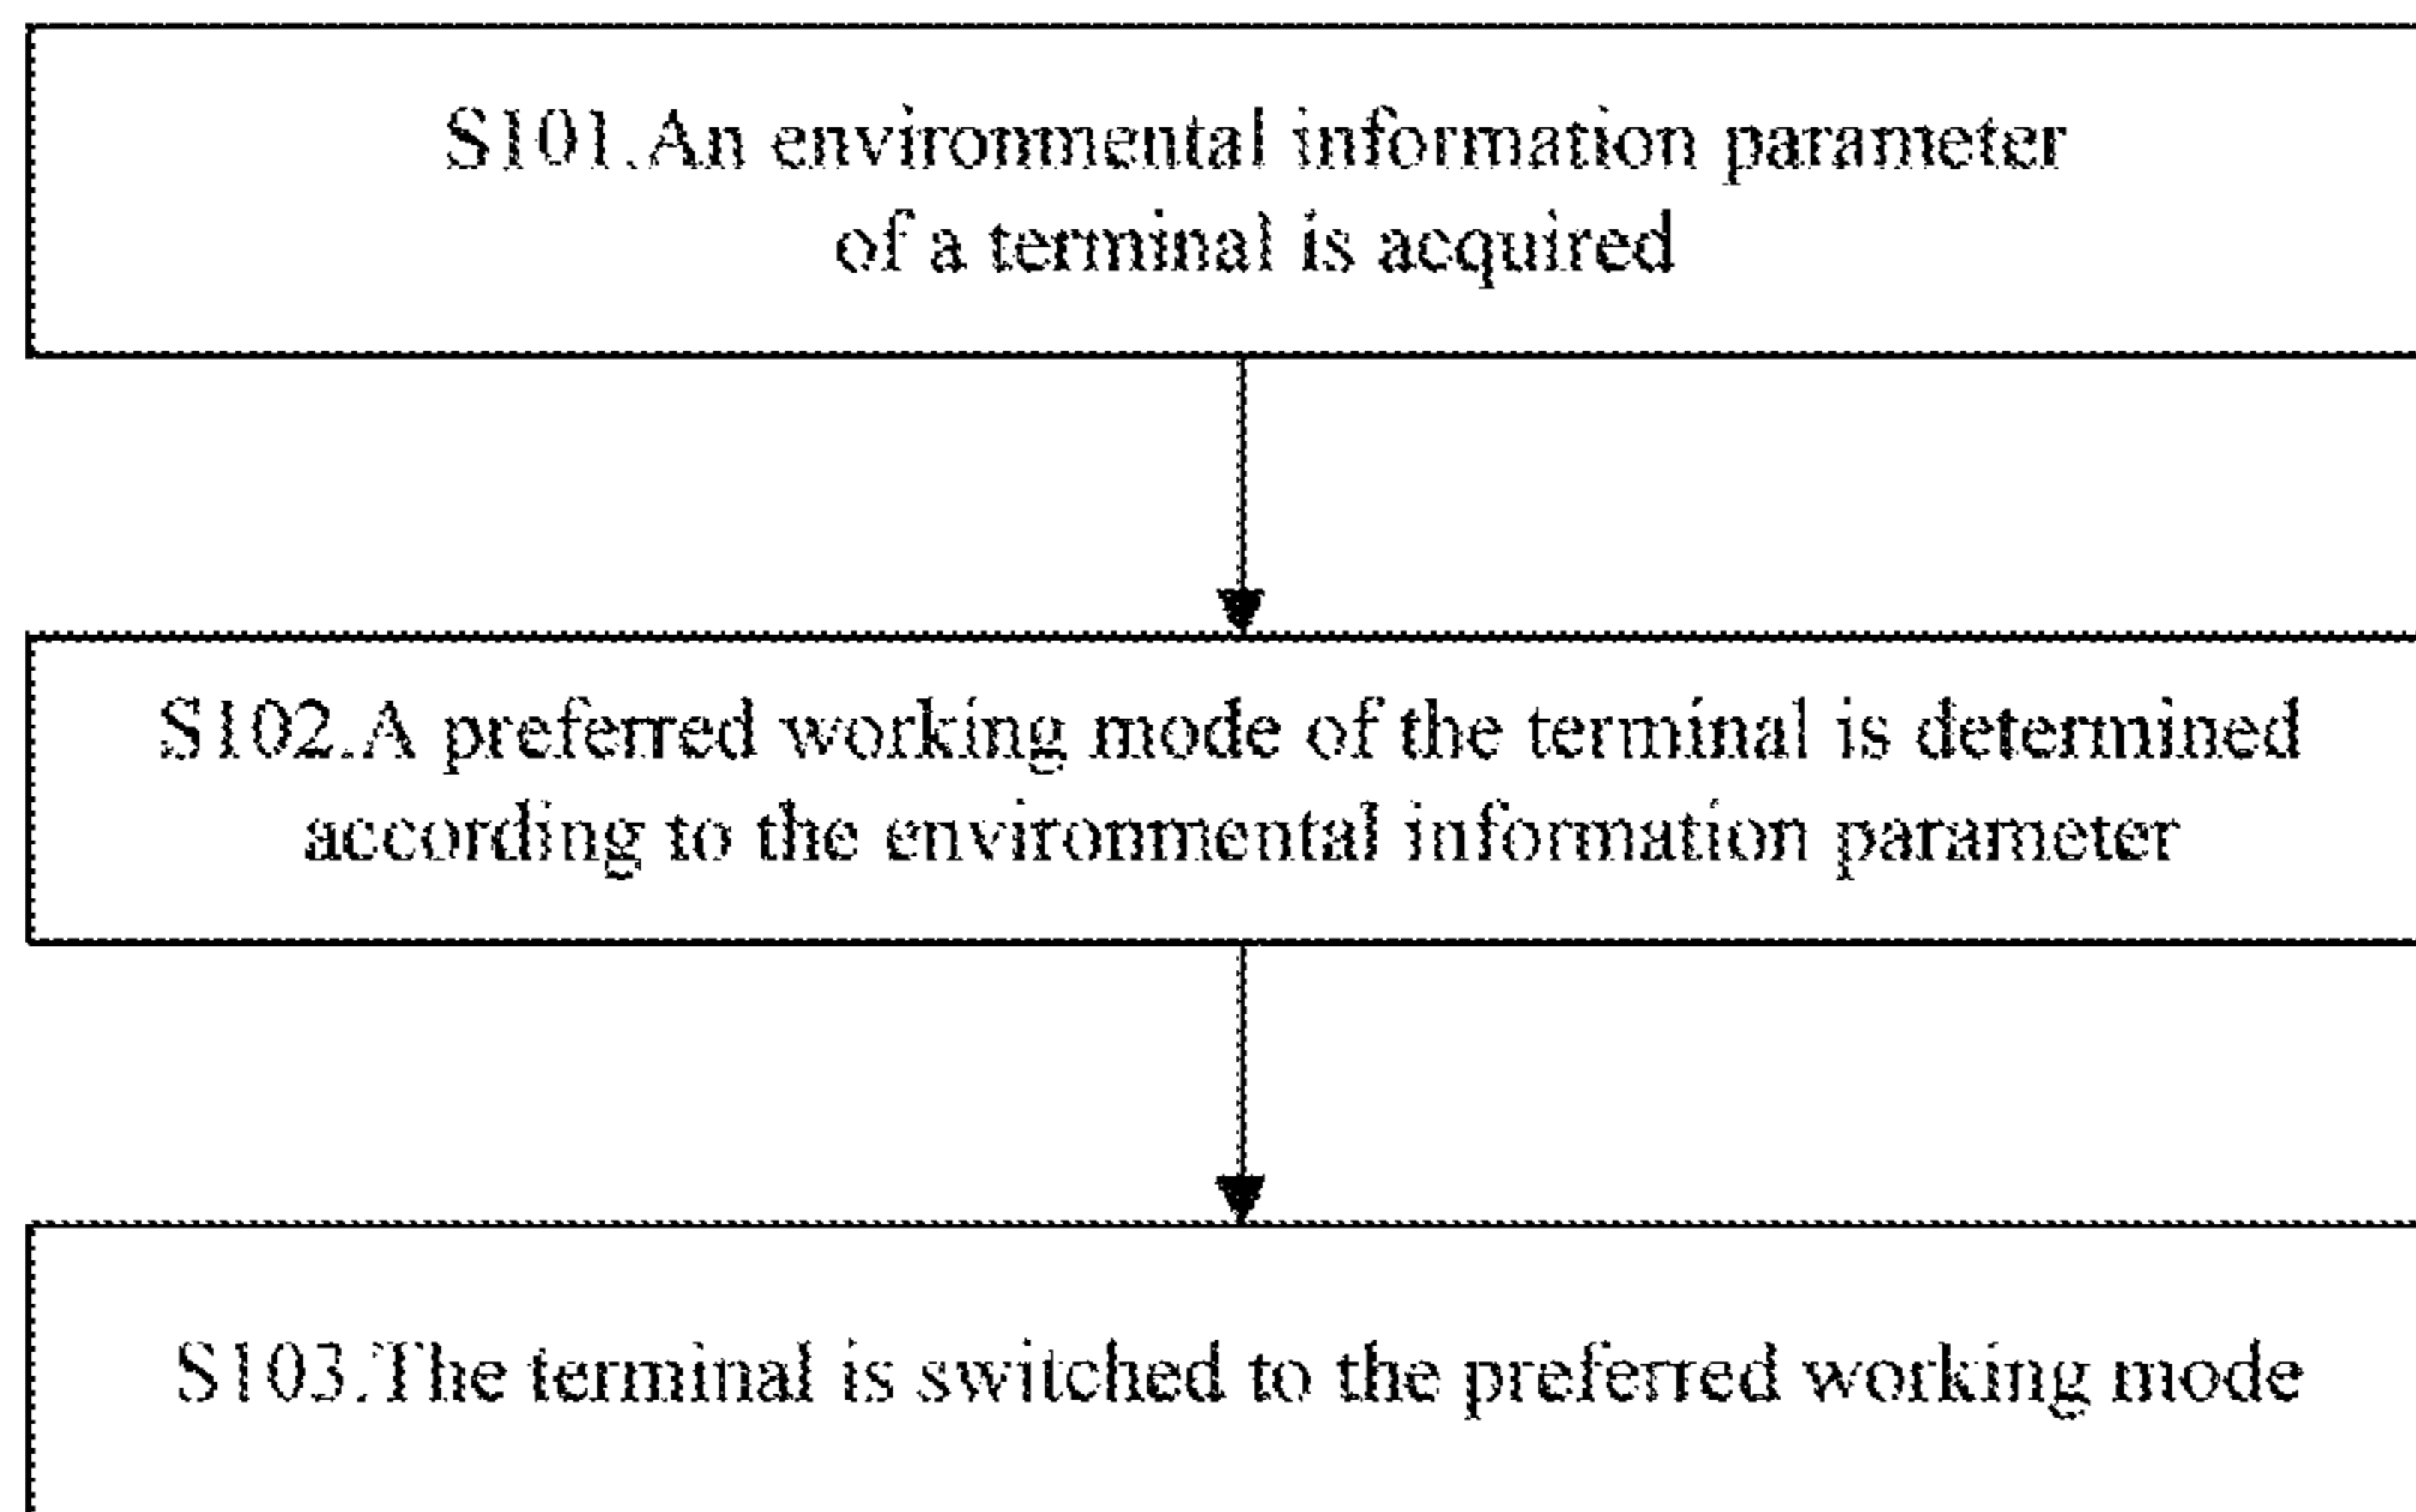 S101.An environmental information parameter
of a terminal is acquired
S102.A preferred working mode of the terminal is determined
according to the environmental information parameter
S103.The terminal is switched to the preferred working mode